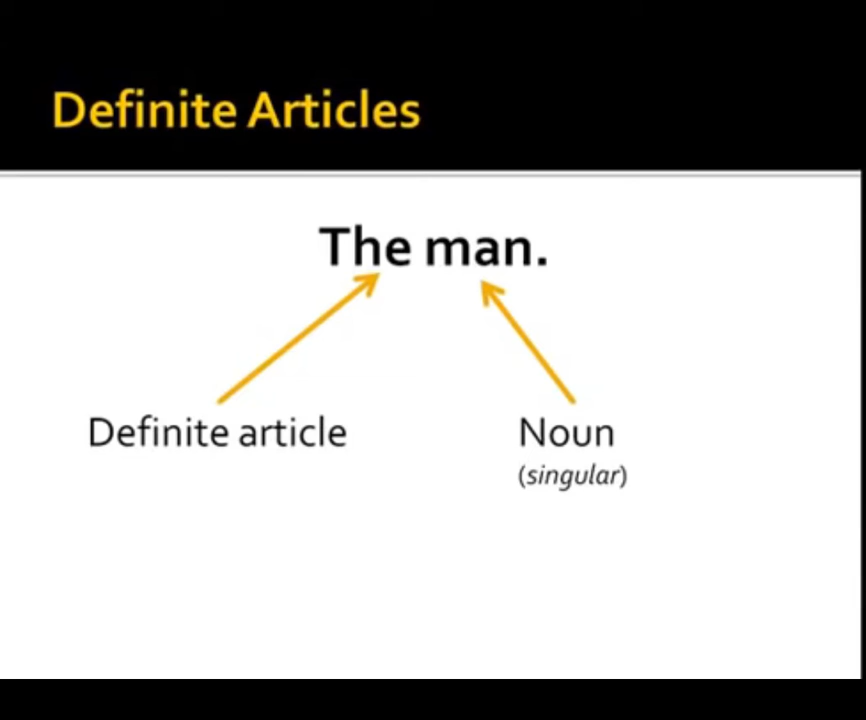 Definite Articles
The man.
Definite article
Noun
(singular)